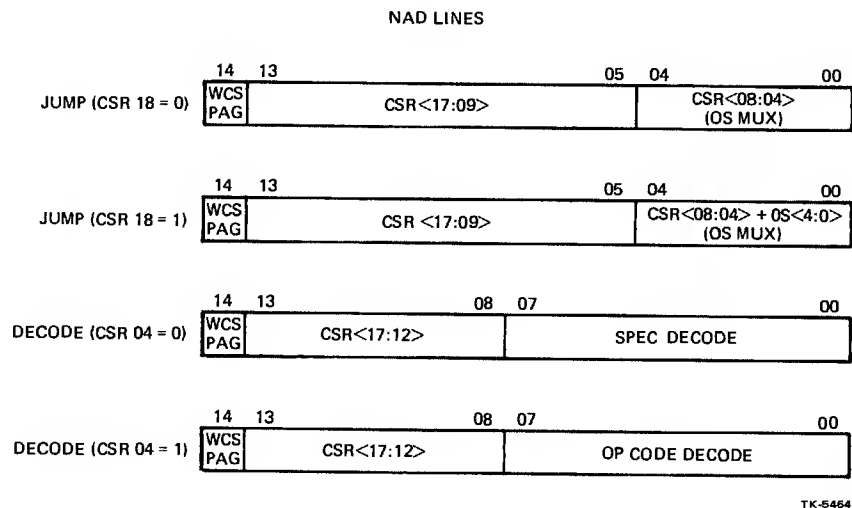 NAD LINES
14 13 05 04 00
JUMP (CSR 18 = 0) WCS PAG CSR<17:09> CSR<08:04> (OS MUX)
14 13 05 04 00
JUMP (CSR 18 = 1) WCS PAG CSR <17:09> CSR<08:04> + 0S<4:0> (OS MUX)
14 13 08 07 00
DECODE (CSR 04 = 0) WCS PAG CSR<17:12> SPEC DECODE
14 13 08 07 00
DECODE (CSR 04 = 1) WCS PAG CSR<17:12> OP CODE DECODE
TK-5464